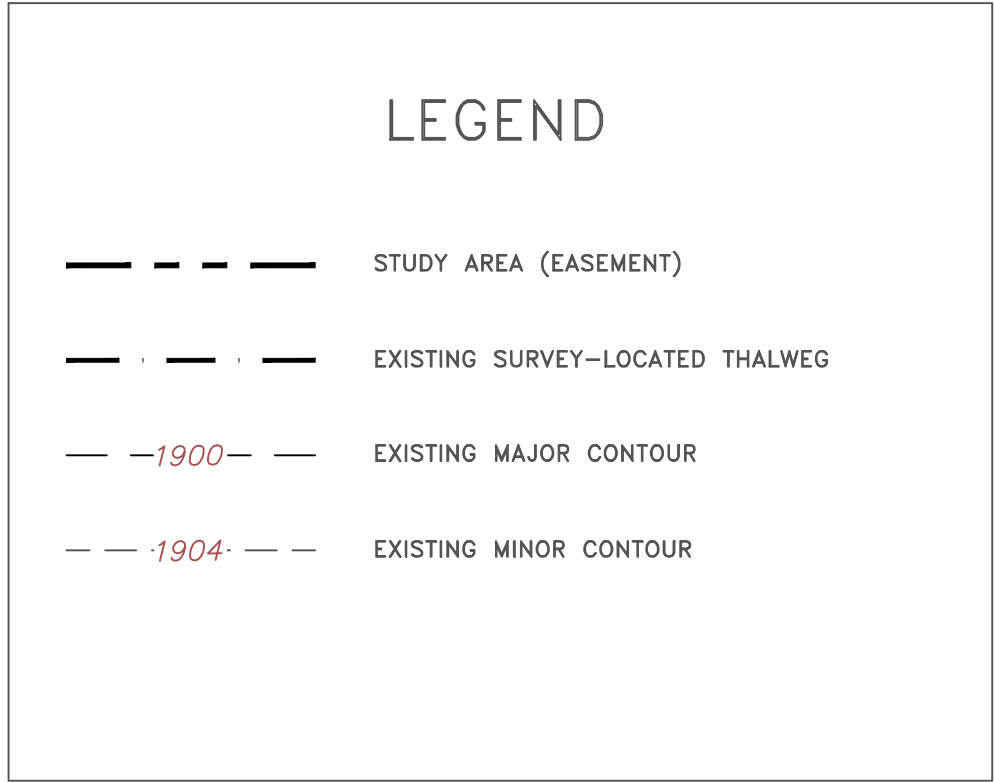 LEGEND
STUDY AREA (EASEMENT)
EXISTING SURVEY-LOCATED THALWEG
1900 EXISTING MAJOR CONTOUR
1904 EXISTING MINOR CONTOUR